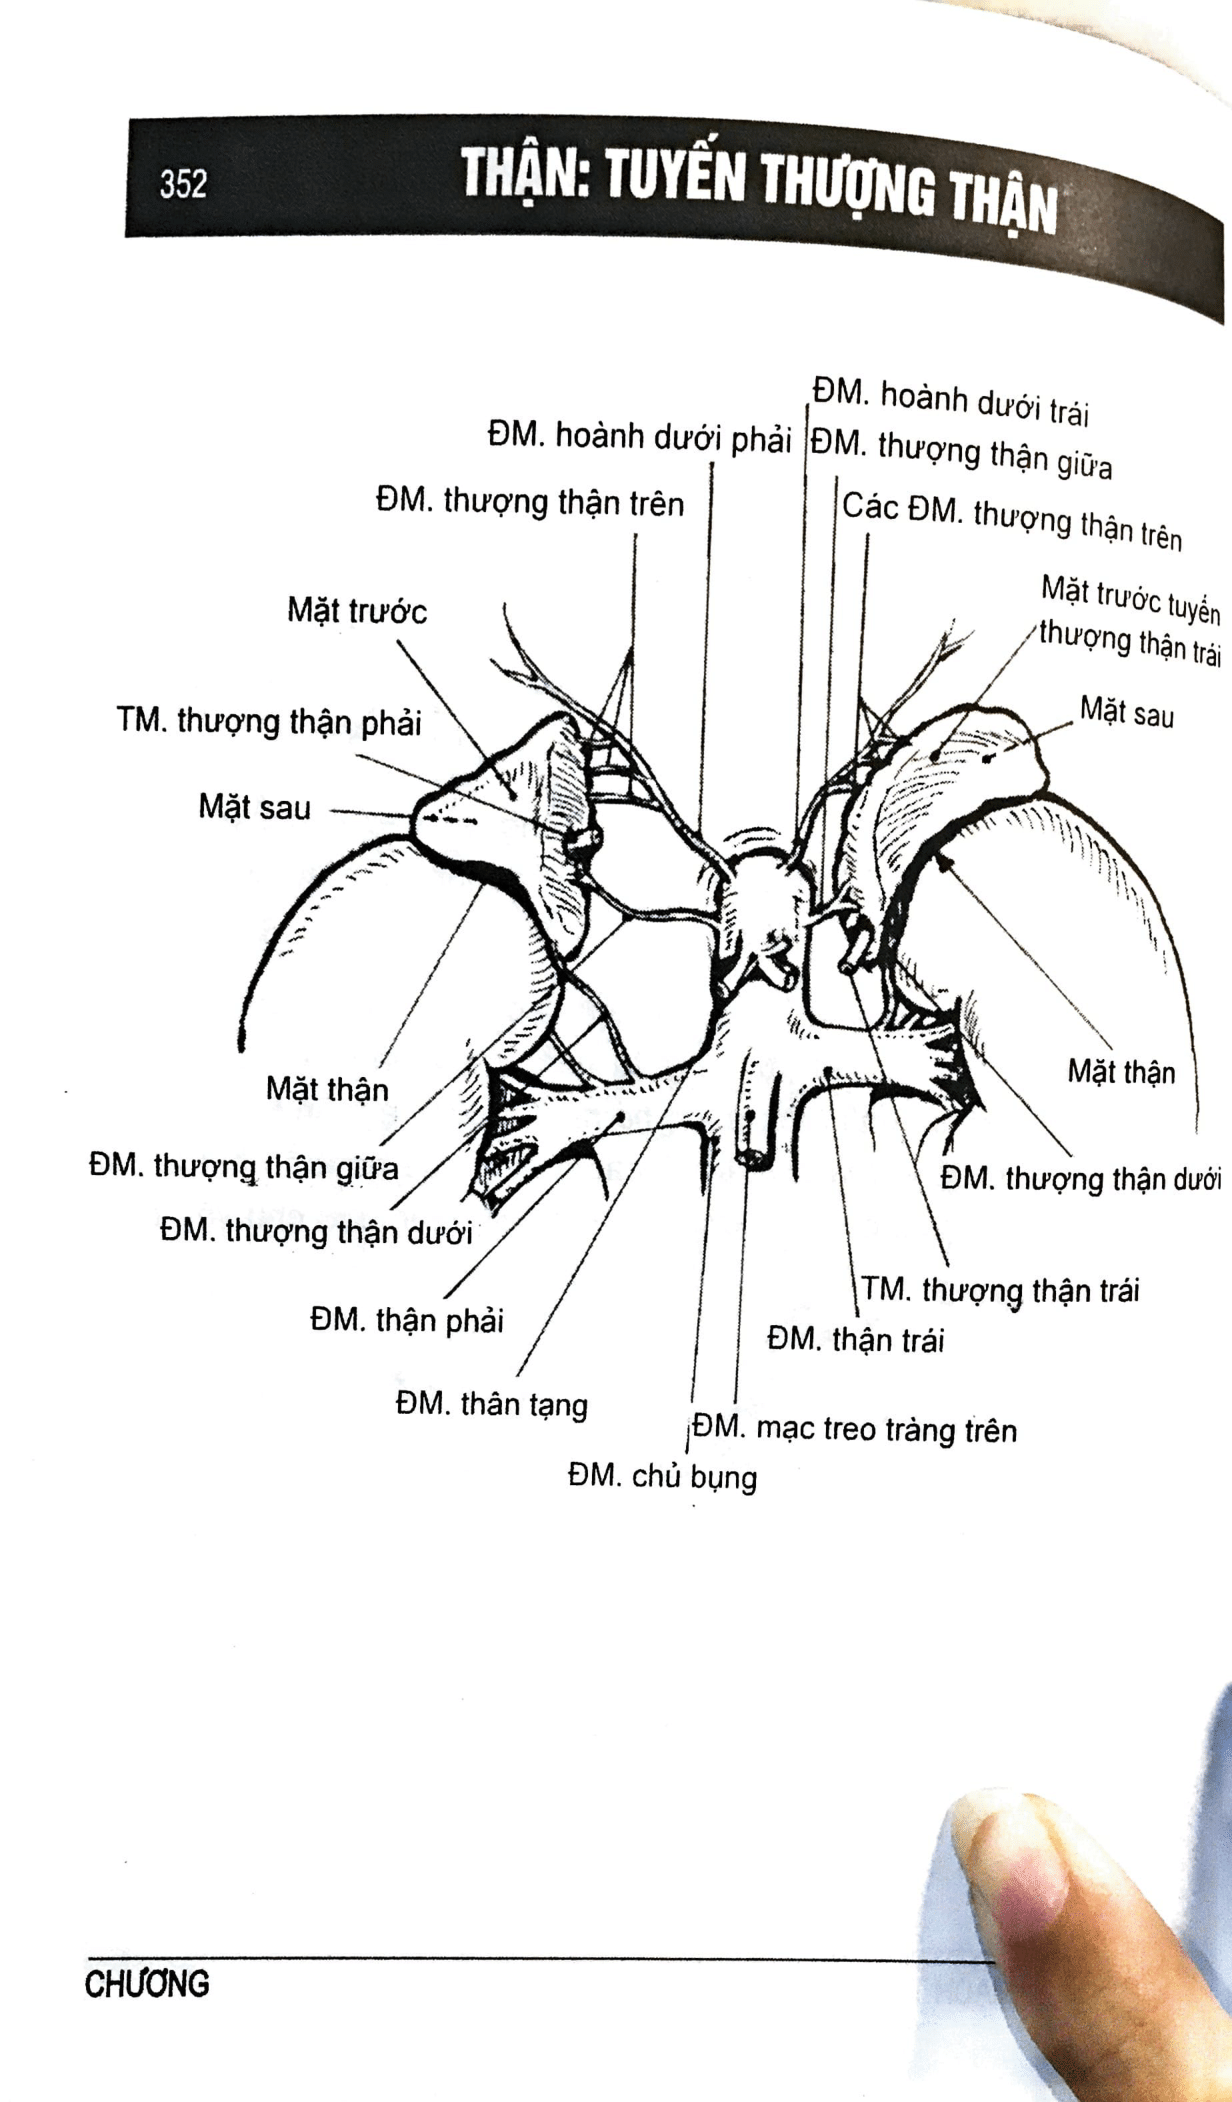 352
THẬN: TUYẾN THƯỢNG THẬN
ĐM. hoành dưới trái
ĐM. hoành dưới phải
ĐM. thượng thận giữa
ĐM. thượng thận trên
Các ĐM. thượng thận trên
Mặt trước
Mặt trước tuyến
thượng thận trái
TM. thượng thận phải
Mặt sau
Mặt sau
Mặt thận
Mặt thận
ĐM. thượng thận giữa
ĐM. thượng thận dưới
ĐM. thượng thận dưới
ĐM. thận phải
TM. thượng thận trái
ĐM. thận trái
ĐM. thân tạng
ĐM. mạc treo tràng trên
ĐM. chủ bụng
CHƯƠNG